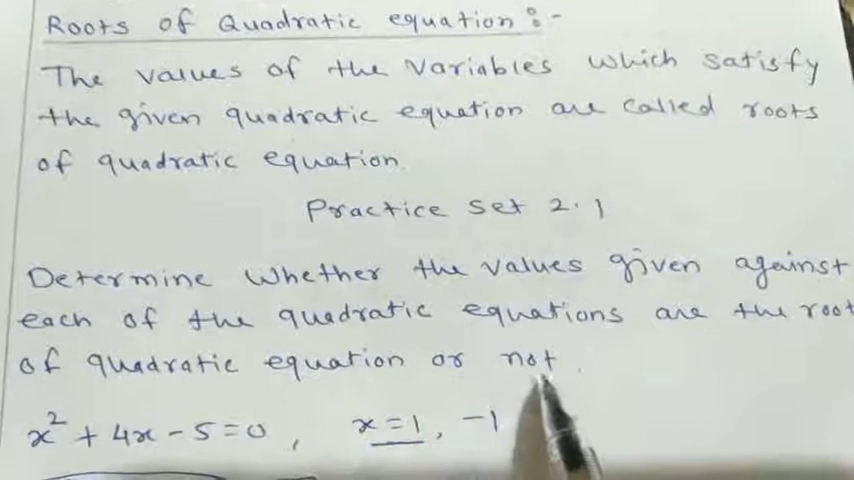 Roots of Quadratic equation :-
The values of the variables which satisfy
the given quadratic equation are called roots
of quadratic equation.
Practice set 2.1
Determine whether the values given against
each of the quadratic equations are the root
of quadratic equation or not.
x² + 4x - 5 = 0 , x = 1, -1